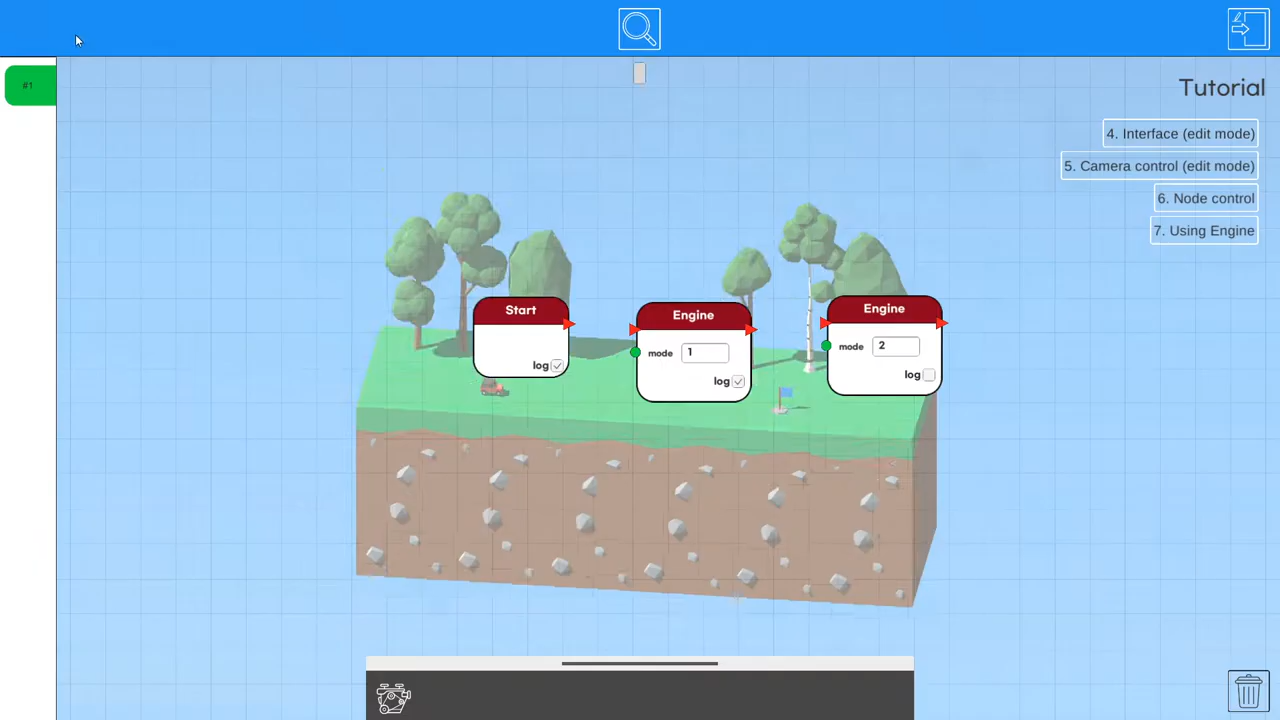 #1
Tutorial
4. Interface (edit mode)
5. Camera control (edit mode)
6. Node control
7. Using Engine
Start
log
Engine
mode 1
log
Engine
mode 2
log